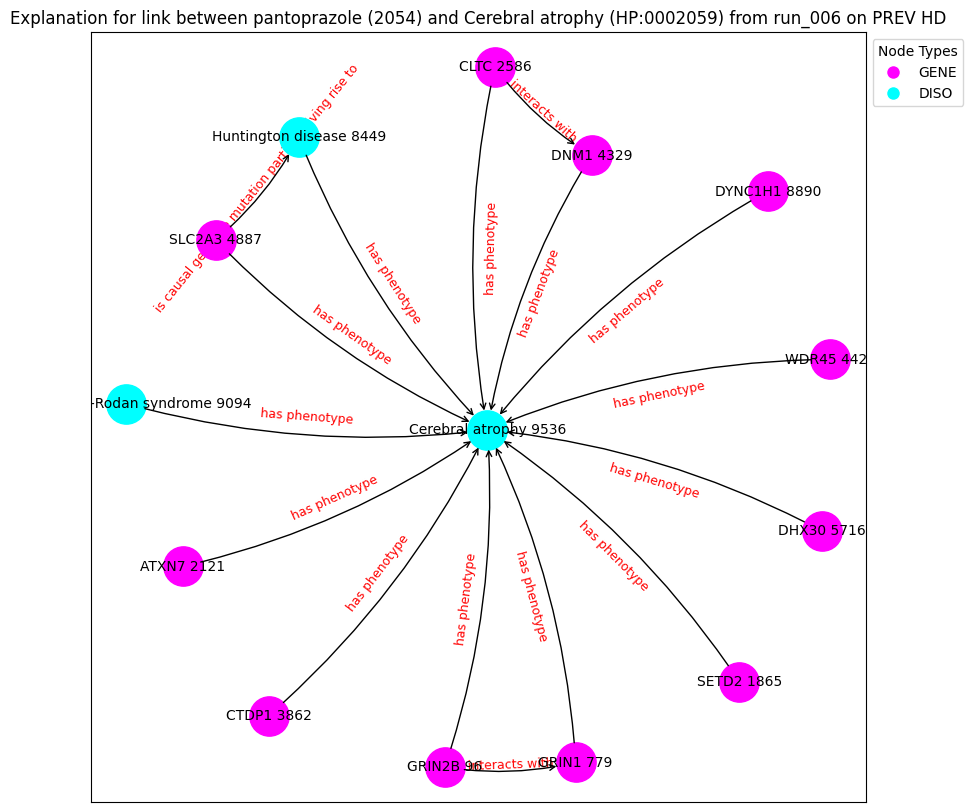 Explanation for link between pantoprazole (2054) and Cerebral atrophy (HP:0002059) from run_006 on PREV HD
Node Types
GENE
DISO
CLTC 2586
interacts with
Huntington disease 8449
mutation part
ving rise to
DNM1 4329
DYNC1H1 8890
SLC2A3 4887
is causal ge
has phenotype
has phenotype
has phenotype
has phenotype
has phenotype
WDR45 442
has phenotype
-Rodan syndrome 9094
has phenotype
Cerebral atrophy 9536
has phenotype
has phenotype
DHX30 5716
ATXN7 2121
has phenotype
has phenotype
has phenotype
has phenotype
SETD2 1865
CTDP1 3862
GRIN2B 96
interacts with
GRIN1 779